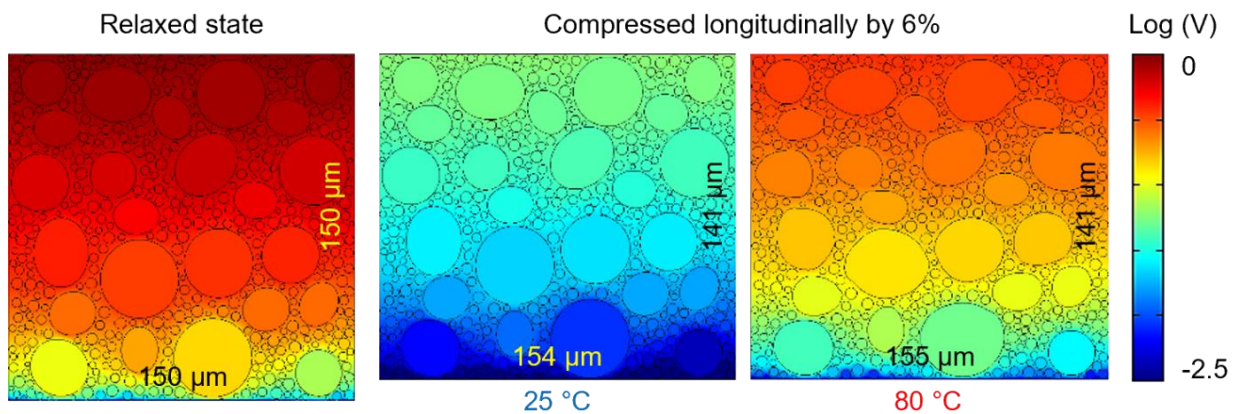 Relaxed state
Compressed longitudinally by 6%
Log (V)
0
150 µm
150 µm
141 µm
154 µm
141 µm
155 µm
-2.5
25 °C
80 °C